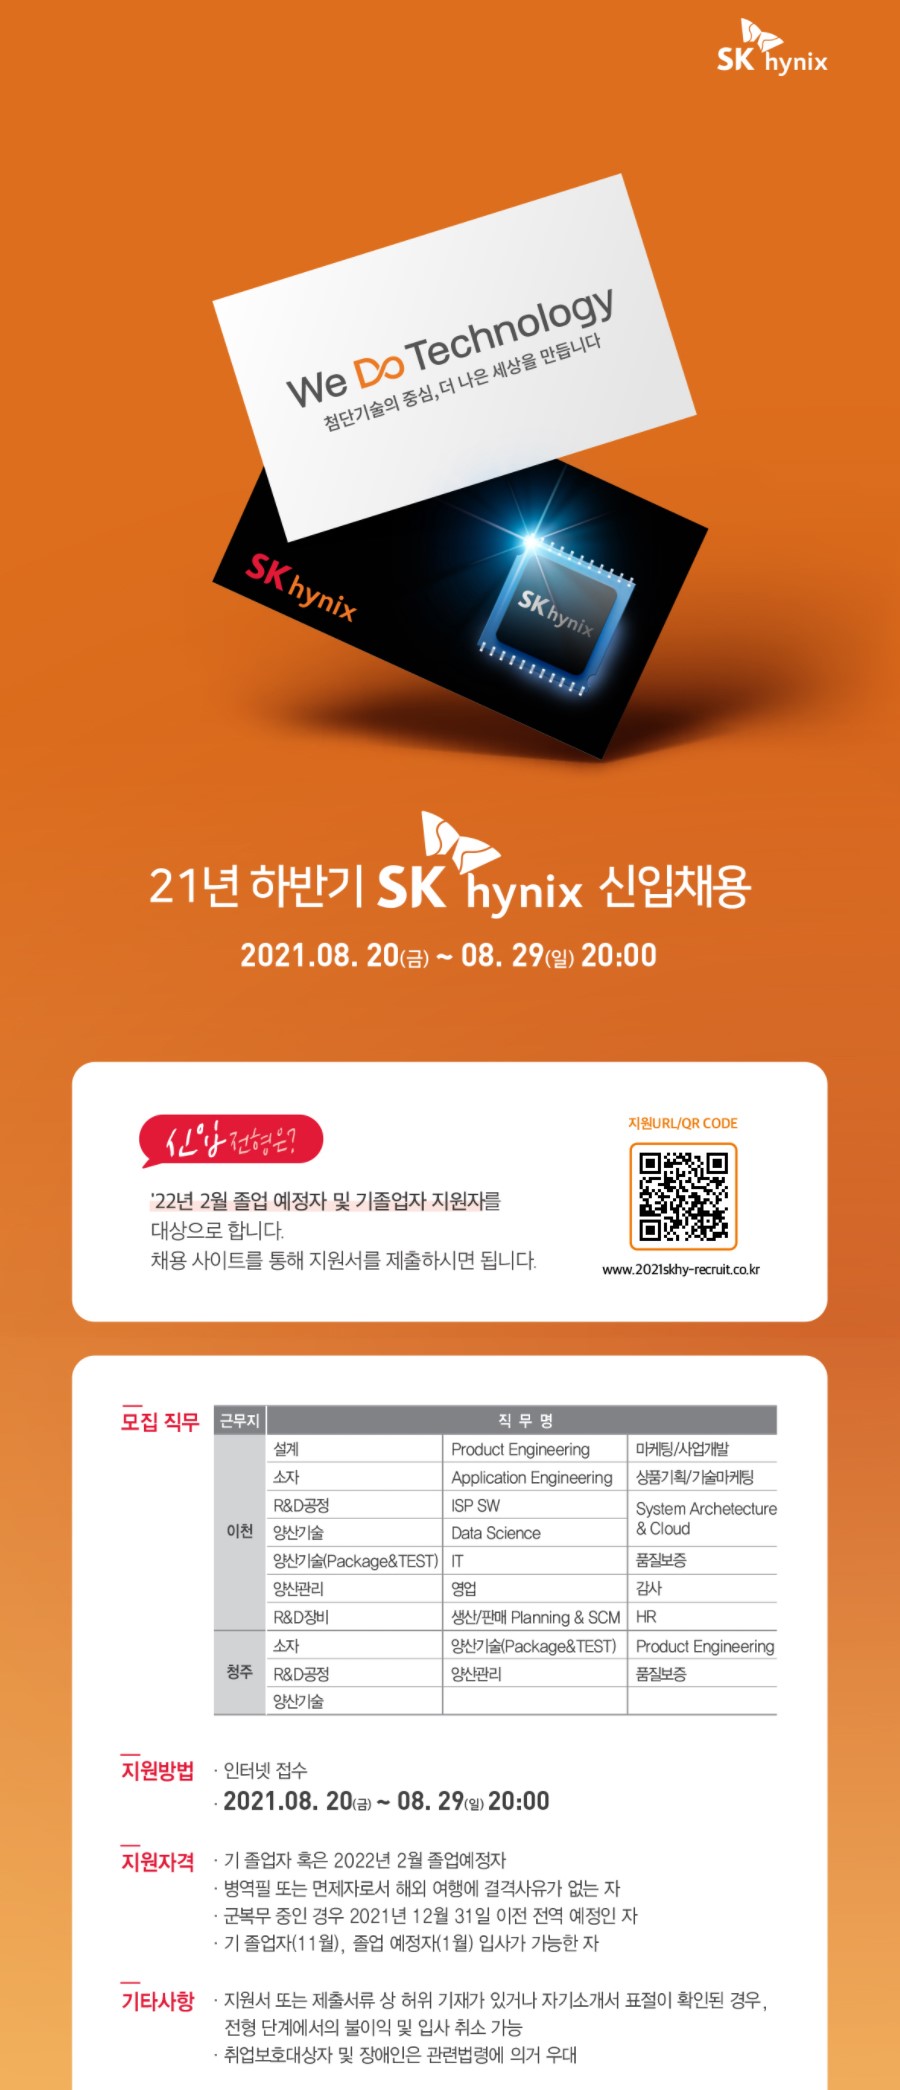 SK hynix
We Do Technology
첨단기술의 중심, 더 나은 세상을 만듭니다
SK hynix
SK hynix
21년 하반기 SK hynix 신입채용
2021.08. 20(금) ~ 08. 29(일) 20:00
신입 전형은?
지원URL/QR CODE
'22년 2월 졸업 예정자 및 기졸업자 지원자를
대상으로 합니다.
채용 사이트를 통해 지원서를 제출하시면 됩니다.
www.2021skhy-recruit.co.kr
모집 직무
근무지 직 무 명
이천
설계 Product Engineering 마케팅/사업개발
소자 Application Engineering 상품기획/기술마케팅
R&D공정 ISP SW System Archetecture
양산기술 Data Science & Cloud
양산기술(Package&TEST) IT 품질보증
양산관리 영업 감사
R&D장비 생산/판매 Planning & SCM HR
청주
소자 양산기술(Package&TEST) Product Engineering
R&D공정 양산관리 품질보증
양산기술
지원방법 · 인터넷 접수
· 2021.08. 20(금) ~ 08. 29(일) 20:00
지원자격 · 기 졸업자 혹은 2022년 2월 졸업예정자
· 병역필 또는 면제자로서 해외 여행에 결격사유가 없는 자
· 군복무 중인 경우 2021년 12월 31일 이전 전역 예정인 자
· 기 졸업자(11월), 졸업 예정자(1월) 입사가 가능한 자
기타사항 · 지원서 또는 제출서류 상 허위 기재가 있거나 자기소개서 표절이 확인된 경우,
전형 단계에서의 불이익 및 입사 취소 가능
· 취업보호대상자 및 장애인은 관련법령에 의거 우대